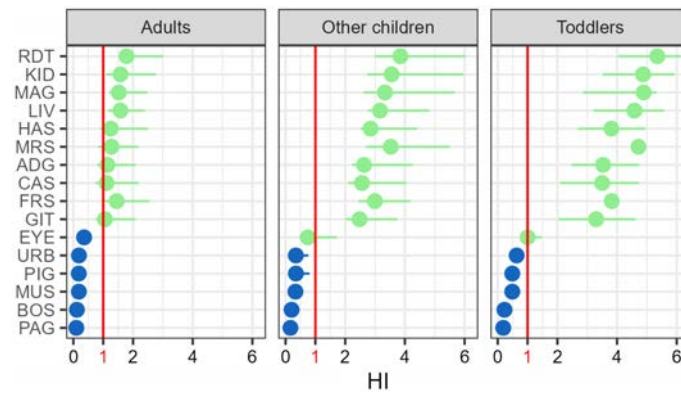 Adults Other children Toddlers
RDT
KID
MAG
LIV
HAS
MRS
ADG
CAS
FRS
GIT
EYE
URB
PIG
MUS
BOS
PAG
0 1 2 4 6 0 1 2 4 6 0 1 2 4 6
HI